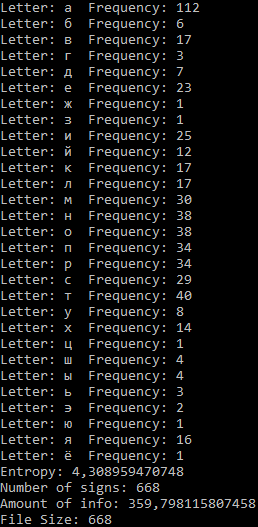 Letter: а  Frequency: 112
Letter: б  Frequency: 6
Letter: в  Frequency: 17
Letter: г  Frequency: 3
Letter: д  Frequency: 7
Letter: е  Frequency: 23
Letter: ж  Frequency: 1
Letter: з  Frequency: 1
Letter: и  Frequency: 25
Letter: й  Frequency: 12
Letter: к  Frequency: 17
Letter: л  Frequency: 17
Letter: м  Frequency: 30
Letter: н  Frequency: 38
Letter: о  Frequency: 38
Letter: п  Frequency: 34
Letter: р  Frequency: 34
Letter: с  Frequency: 29
Letter: т  Frequency: 40
Letter: у  Frequency: 8
Letter: х  Frequency: 14
Letter: ц  Frequency: 1
Letter: ш  Frequency: 4
Letter: ы  Frequency: 4
Letter: ь  Frequency: 3
Letter: э  Frequency: 2
Letter: ю  Frequency: 1
Letter: я  Frequency: 16
Letter: ё  Frequency: 1
Entropy: 4,308959470748
Number of signs: 668
Amount of info: 359,798115807458
File Size: 668